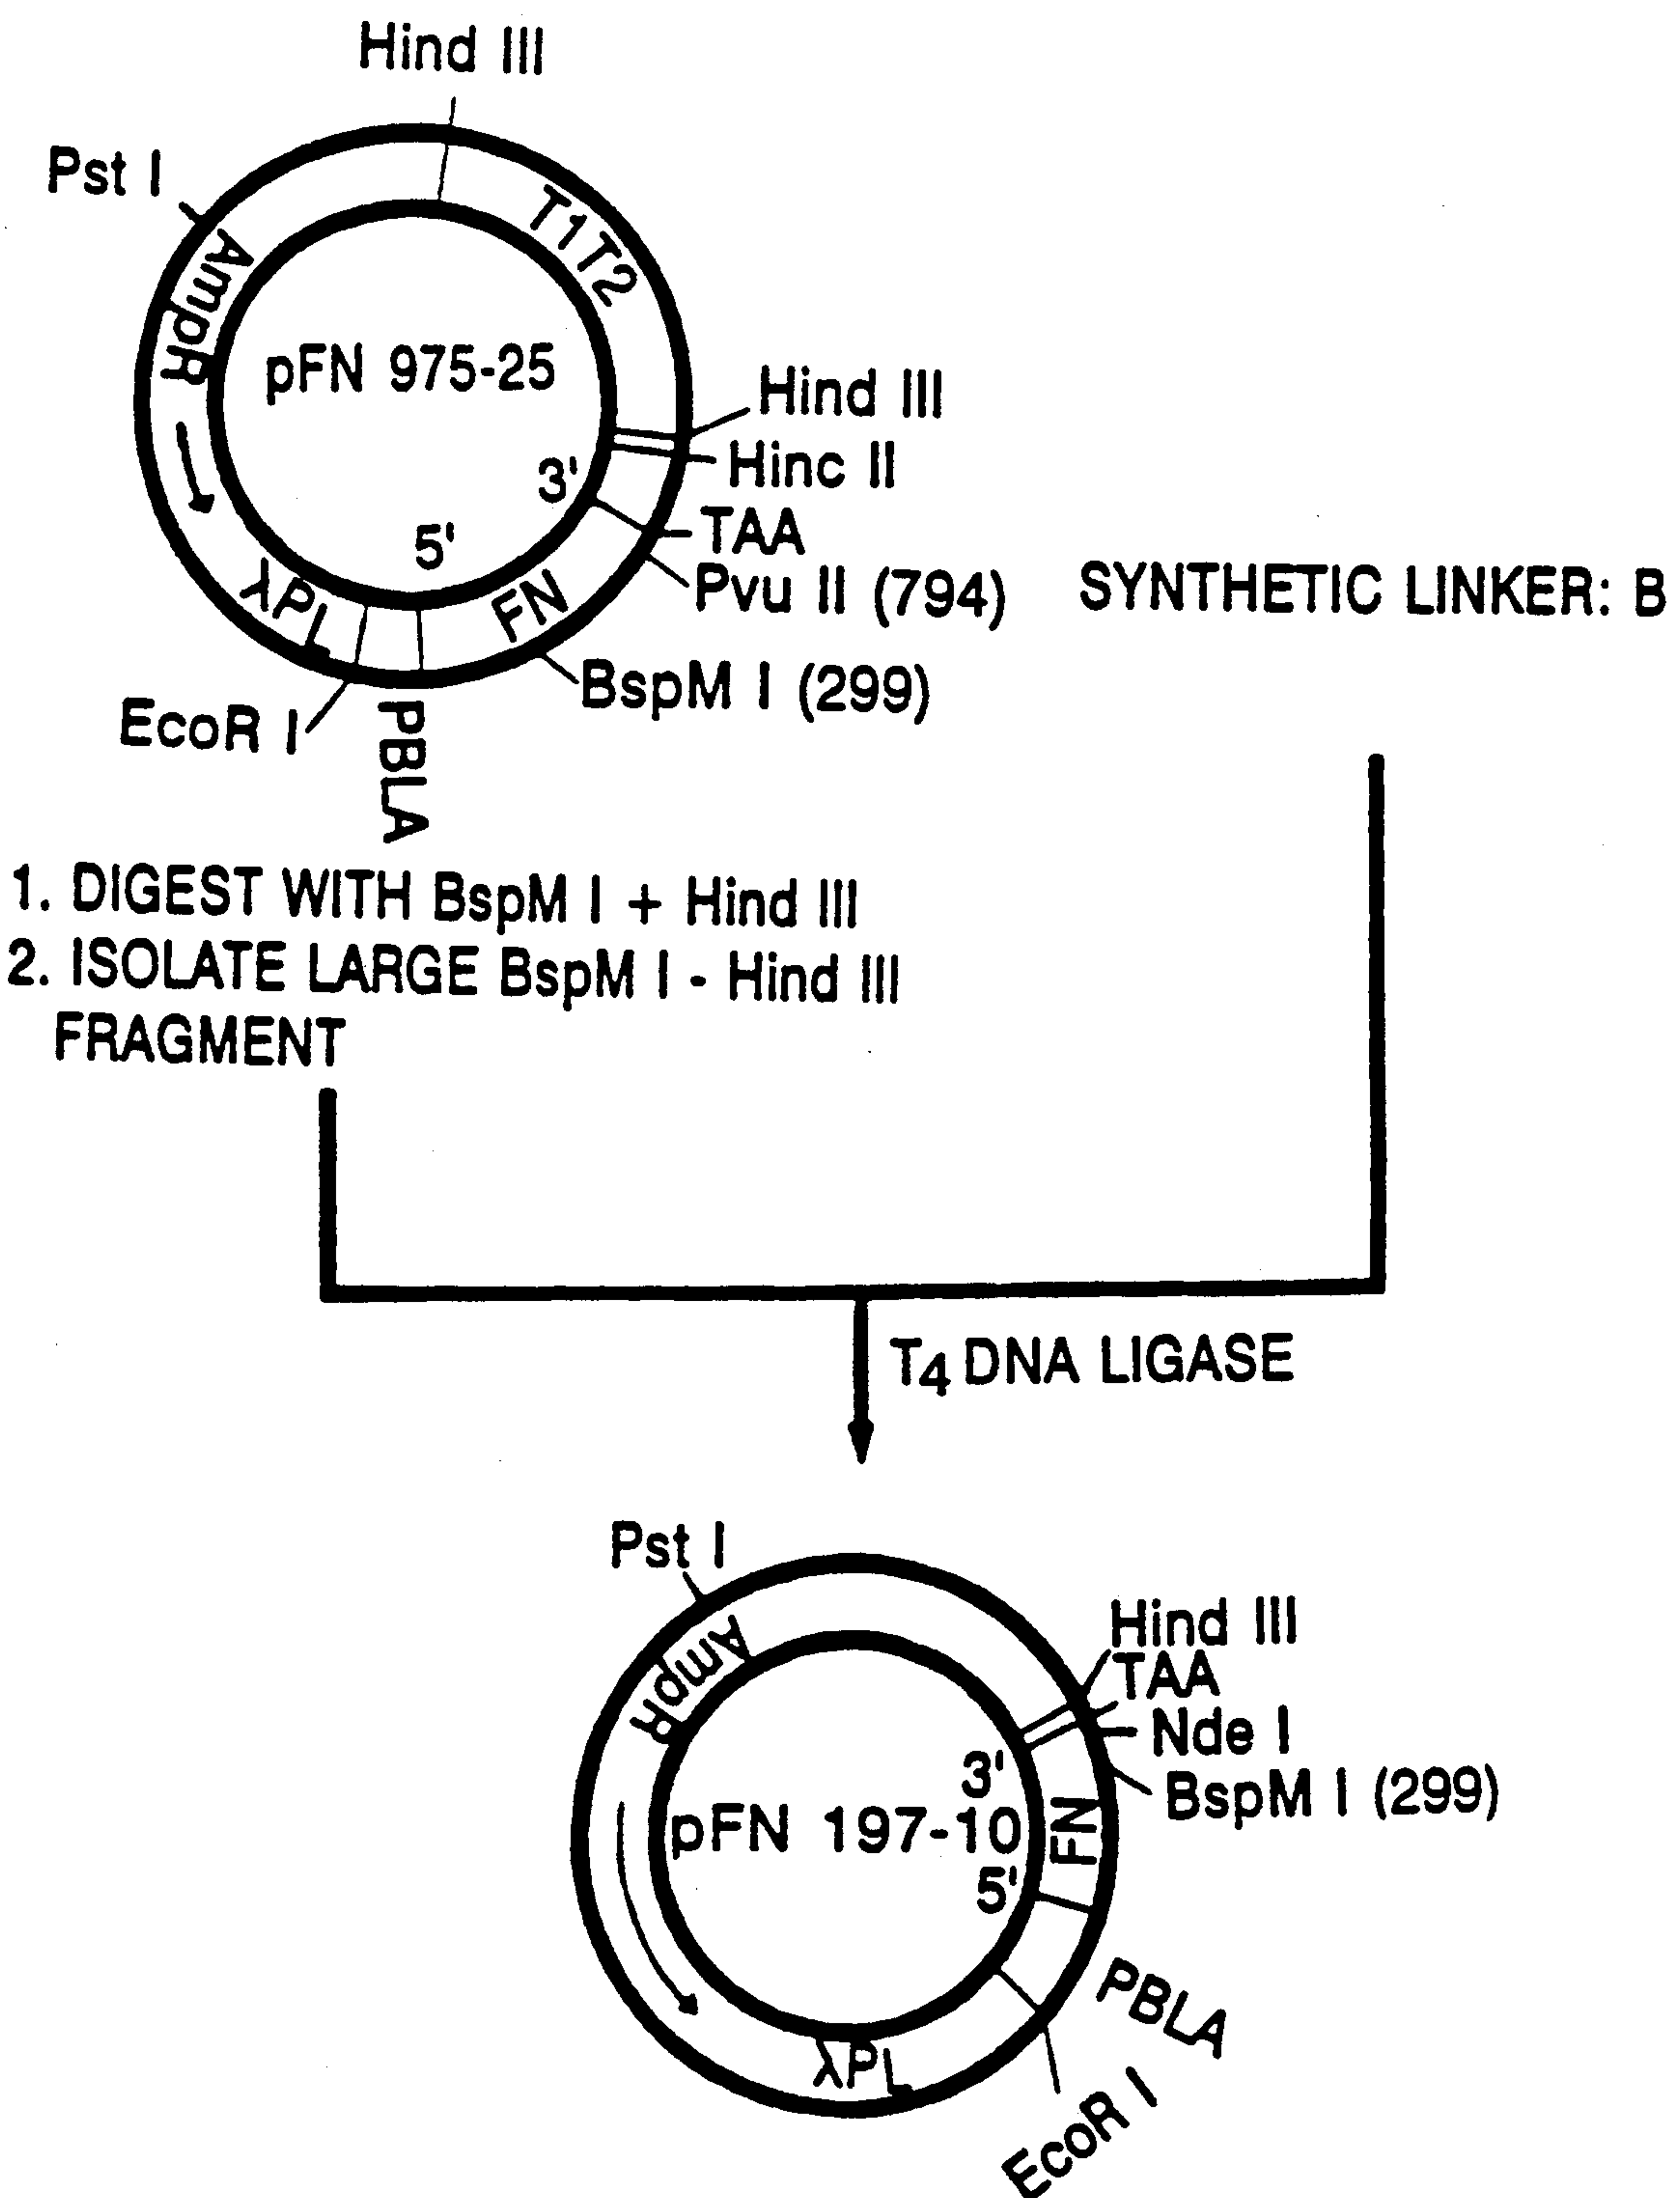 Hind III
Pst I
T1T2
AmpR
pFN 975-25
Hind III
Hinc II
3'
TAA
5'
Pvu II (794)
SYNTHETIC LINKER: B
FN
λPL
BspM I (299)
EcoR I
PBLA
1. DIGEST WITH BspM I + Hind III
2. ISOLATE LARGE BspM I - Hind III
FRAGMENT
T4 DNA LIGASE
Pst I
Hind III
TAA
AmpR
Nde I
3'
BspM I (299)
pFN 197-10
FN
5'
PBLA
λPL
EcoR I